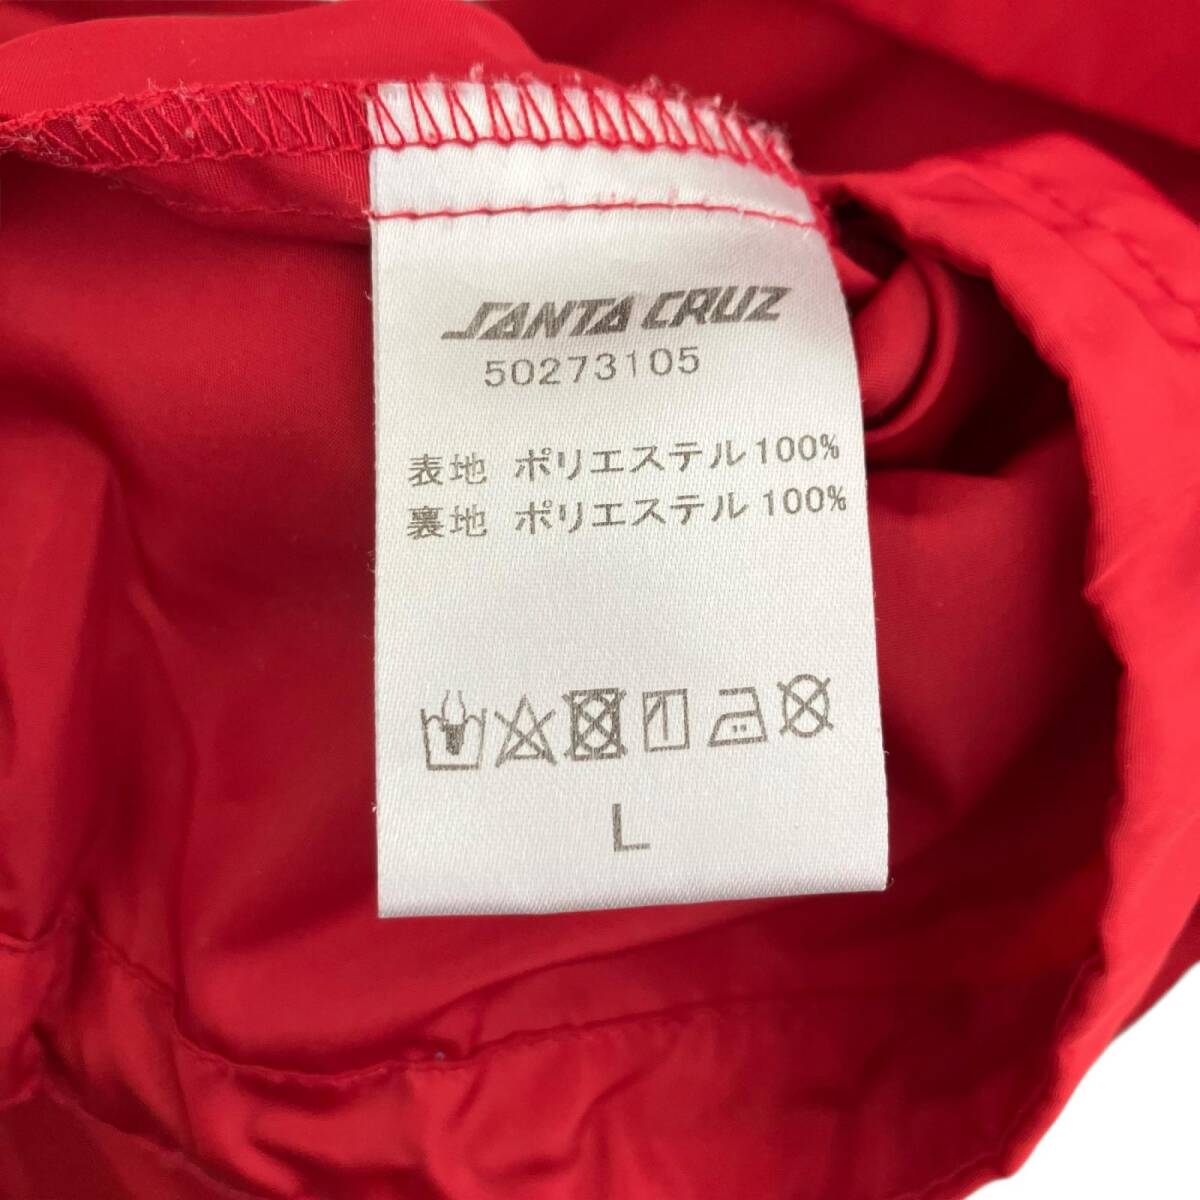 SANTA CRUZ
50273105
表地 ポリエステル100%
裏地 ポリエステル100%
L